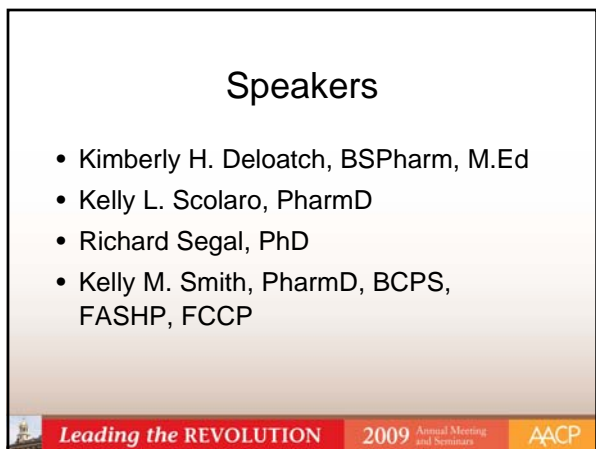 Speakers
• Kimberly H. Deloatch, BSPharm, M.Ed
• Kelly L. Scolaro, PharmD
• Richard Segal, PhD
• Kelly M. Smith, PharmD, BCPS,
FASHP, FCCP
Leading the REVOLUTION 2009 Annual Meeting and Seminars AACP